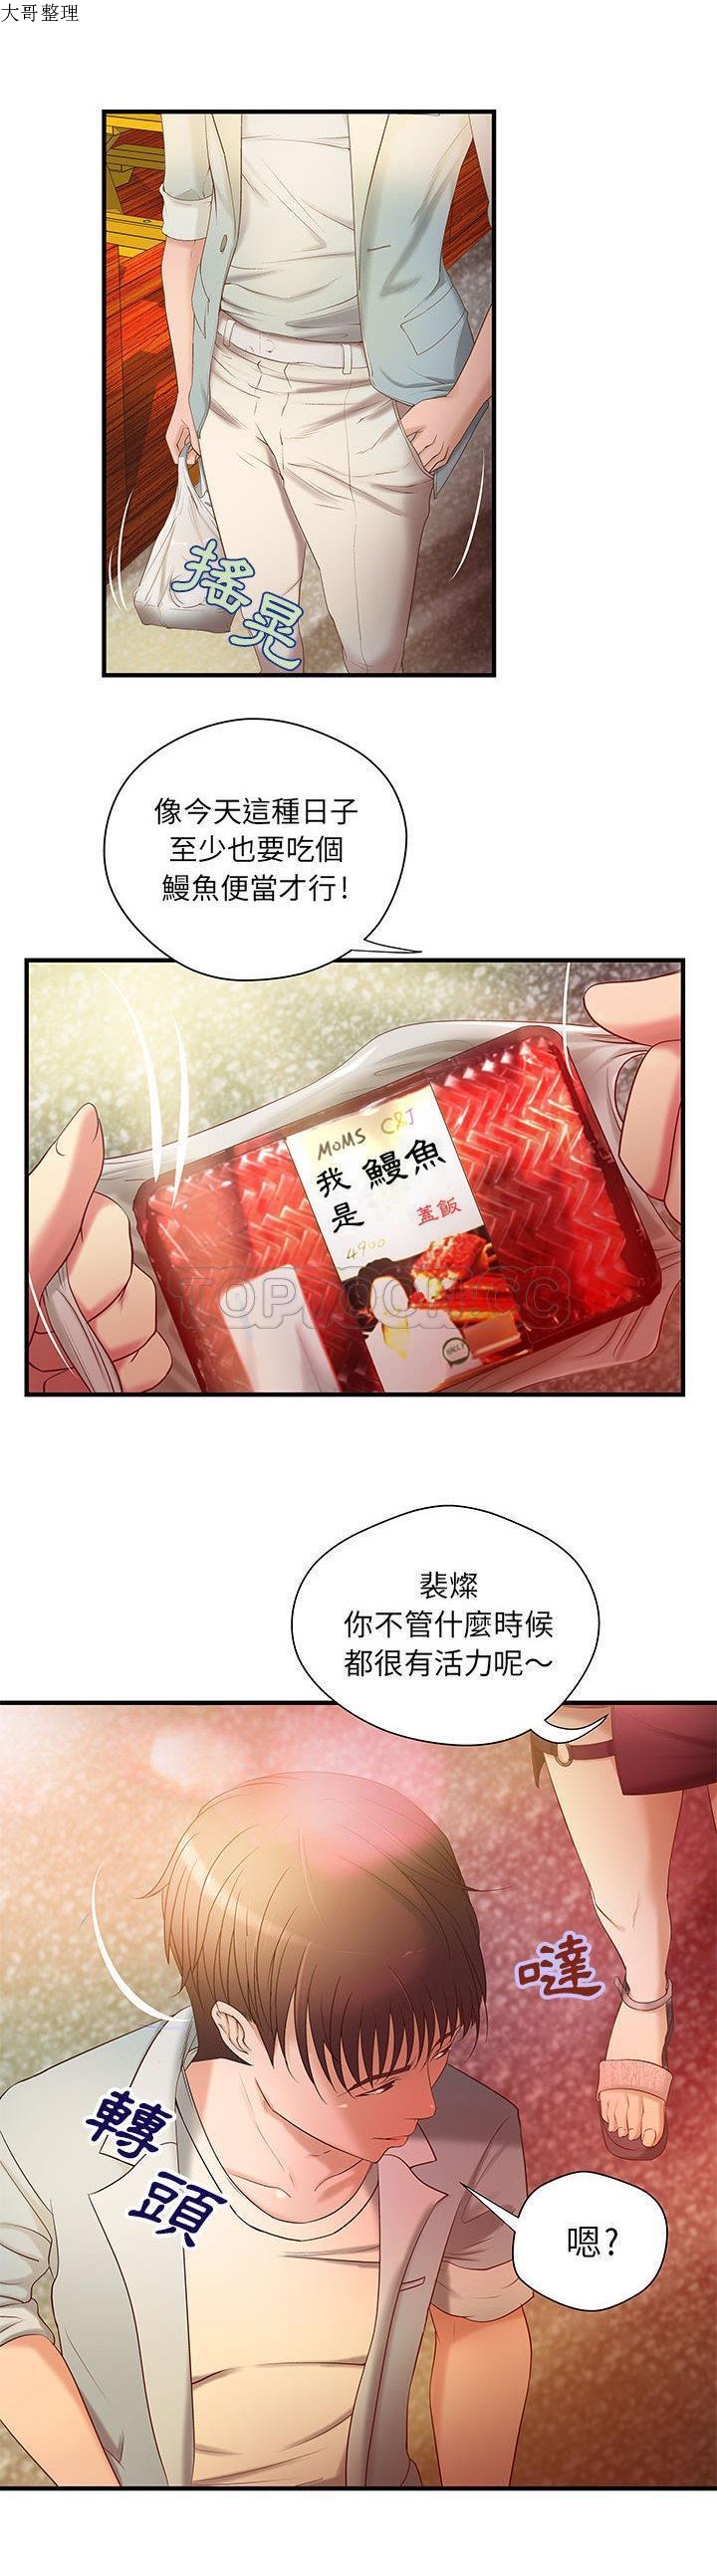 大哥整理
搖晃
像今天這種日子
至少也要吃個
鰻魚便當才行!
MOMS C&J
我是 鰻魚
蓋飯
4900
TOPTOON.CC
裴燦
你不管什麼時候
都很有活力呢～
噠
轉頭
嗯?